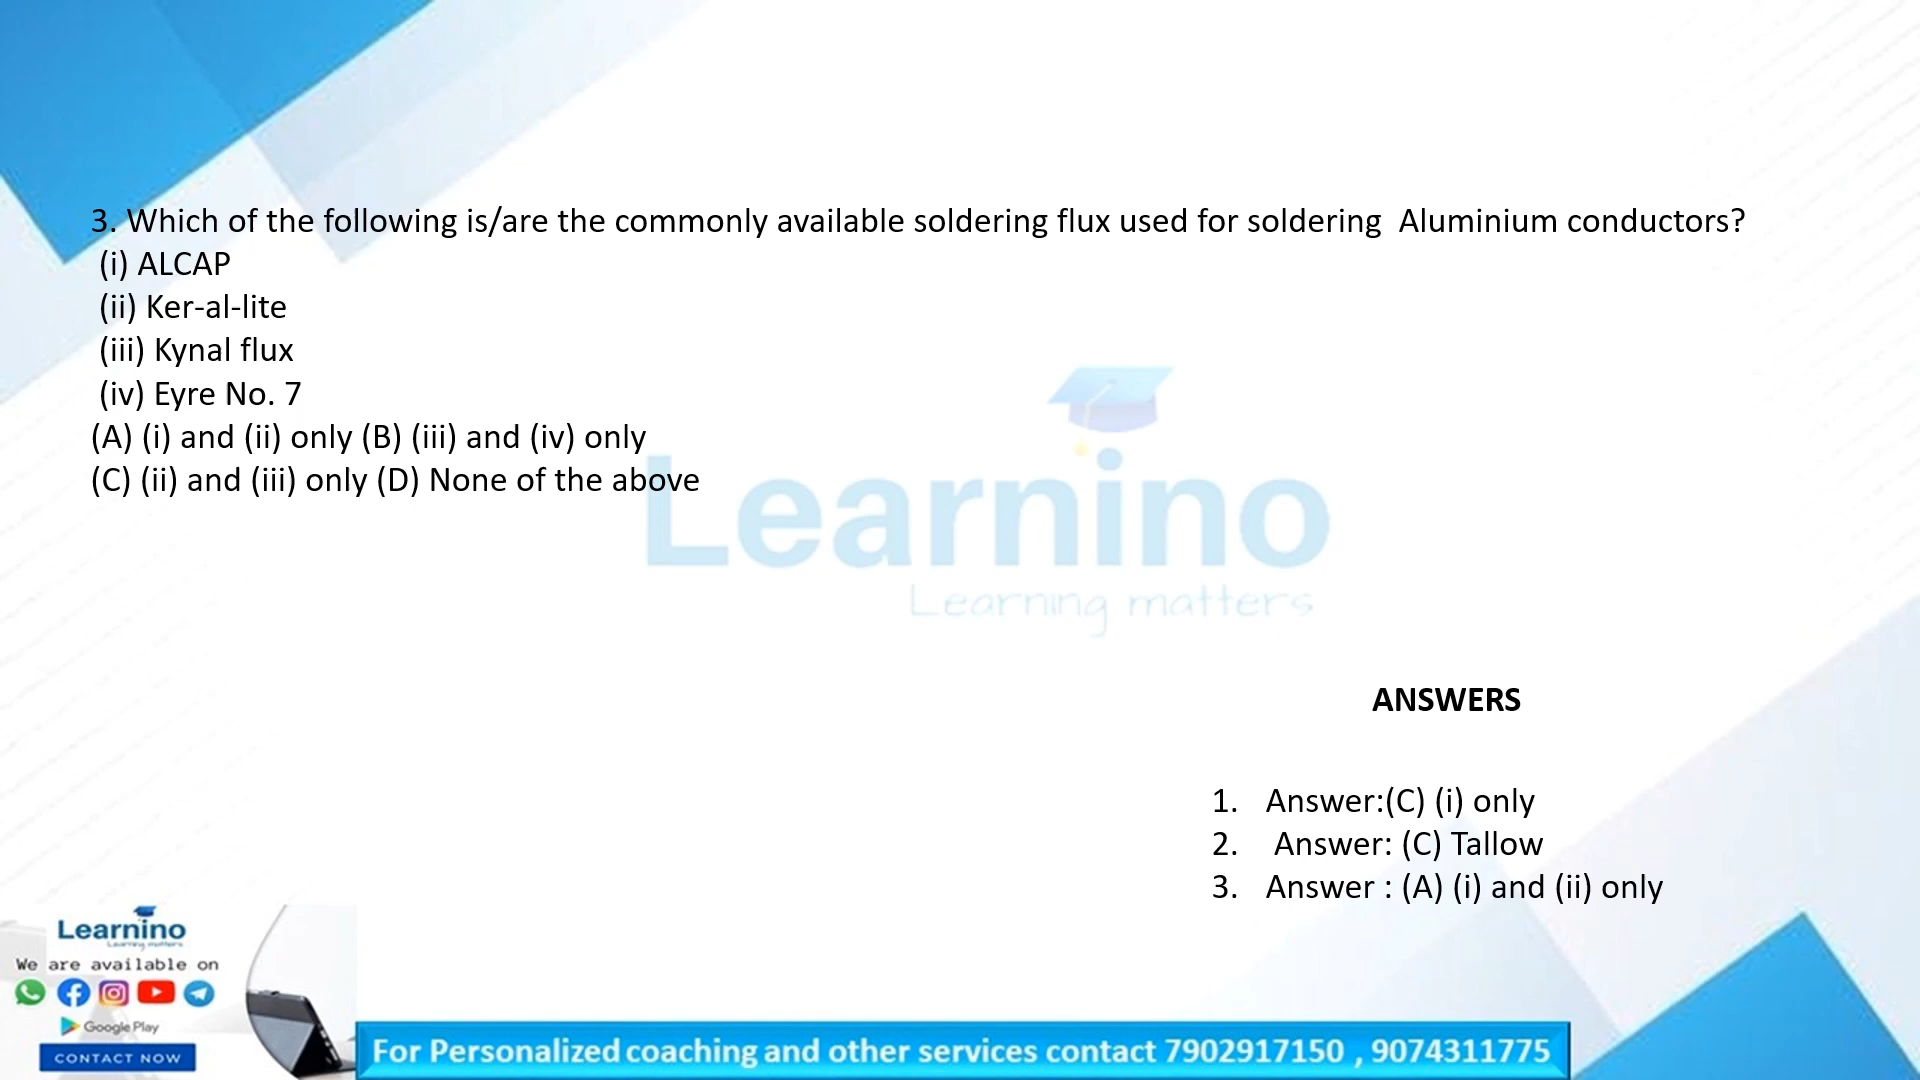 3. Which of the following is/are the commonly available soldering flux used for soldering  Aluminium conductors?
(i) ALCAP
(ii) Ker-al-lite
(iii) Kynal flux
(iv) Eyre No. 7
(A) (i) and (ii) only (B) (iii) and (iv) only
(C) (ii) and (iii) only (D) None of the above
Learnino
Learning matters
ANSWERS
1. Answer:(C) (i) only
2. Answer: (C) Tallow
3. Answer : (A) (i) and (ii) only
Learnino
Learning matters
We are available on
Google Play
CONTACT NOW
For Personalized coaching and other services contact 7902917150 , 9074311775